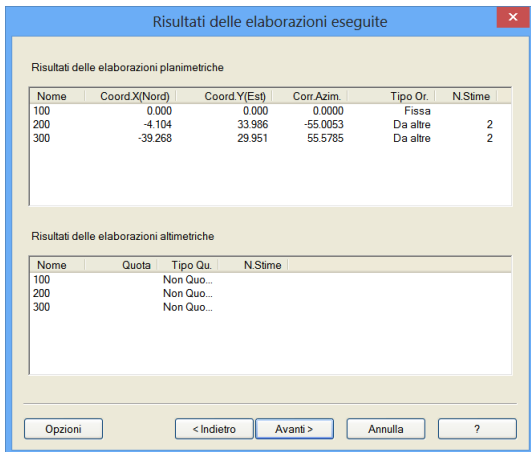 Risultati delle elaborazioni eseguite
Risultati delle elaborazioni planimetriche
Nome Coord.X(Nord) Coord.Y(Est) Corr.Azim. Tipo Or. N.Stime
100 0.000 0.000 0.0000 Fissa
200 -4.104 33.986 -55.0053 Da altre 2
300 -39.268 29.951 55.5785 Da altre 2
Risultati delle elaborazioni altimetriche
Nome Quota Tipo Qu. N.Stime
100 Non Quo...
200 Non Quo...
300 Non Quo...
Opzioni < Indietro Avanti > Annulla ?